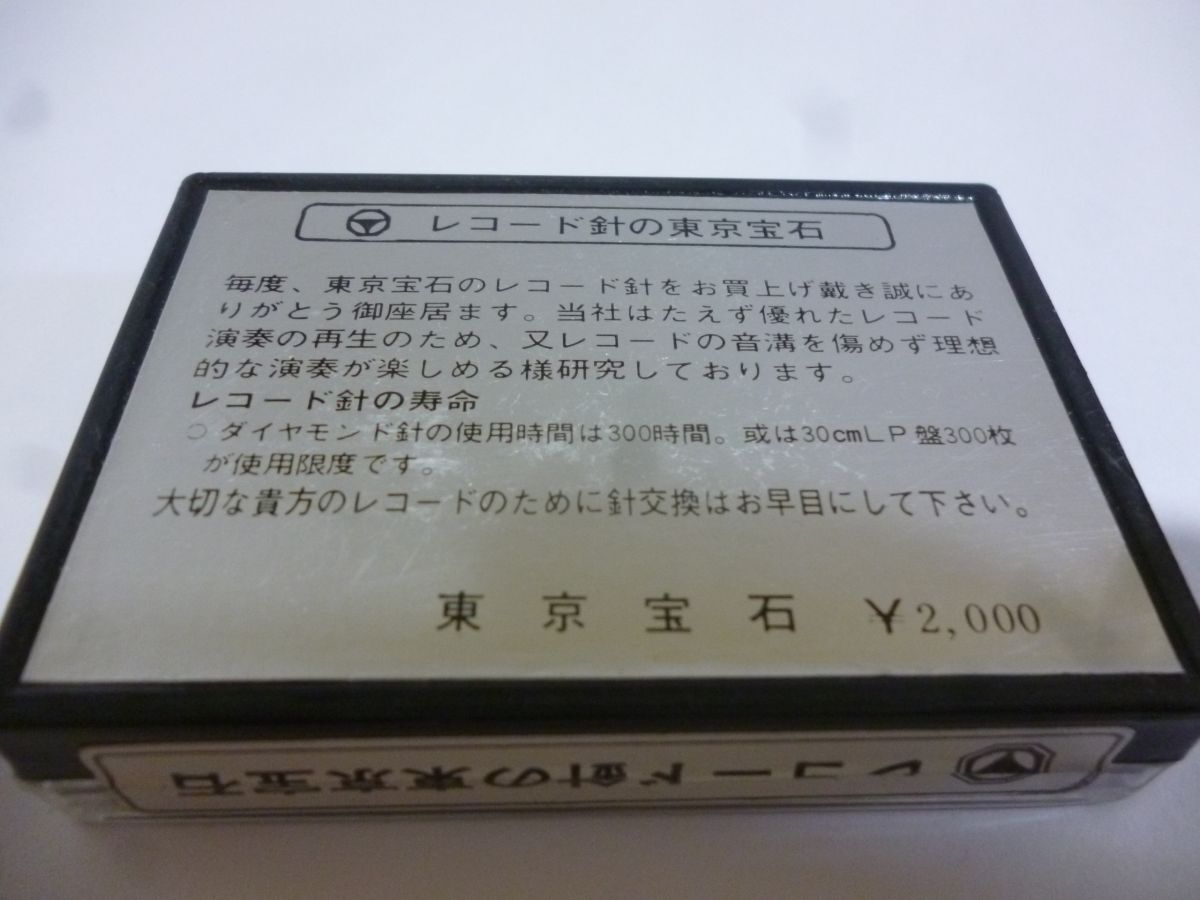 レコード針の東京宝石
毎度、東京宝石のレコード針をお買上げ戴き誠にあ
りがとう御座居ます。当社はたえず優れたレコード
演奏の再生のため、又レコードの音溝を傷めず理想
的な演奏が楽しめる様研究しております。
レコード針の寿命
○ ダイヤモンド針の使用時間は300時間。或は30cmLP盤300枚
が使用限度です。
大切な貴方のレコードのために針交換はお早目にして下さい。
東京宝石 ¥2,000
レコード針の東京宝石